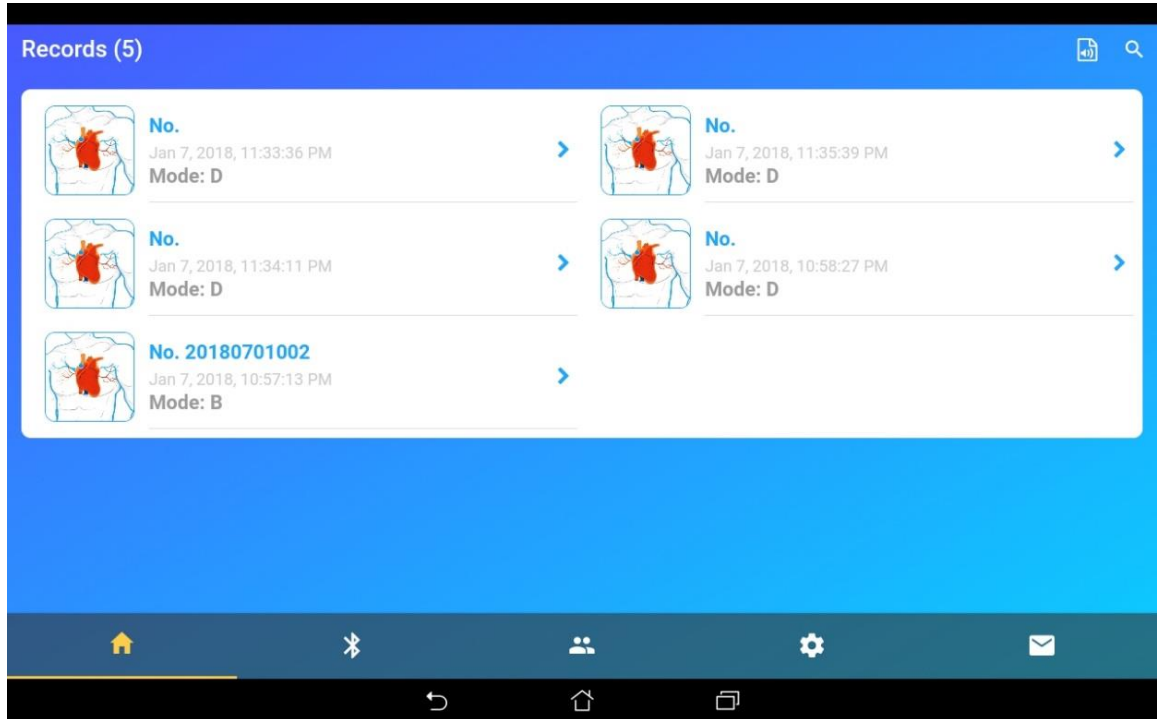 Records (5)
No.
Jan 7, 2018, 11:33:36 PM
Mode: D
No.
Jan 7, 2018, 11:35:39 PM
Mode: D
No.
Jan 7, 2018, 11:34:11 PM
Mode: D
No.
Jan 7, 2018, 10:58:27 PM
Mode: D
No. 20180701002
Jan 7, 2018, 10:57:13 PM
Mode: B